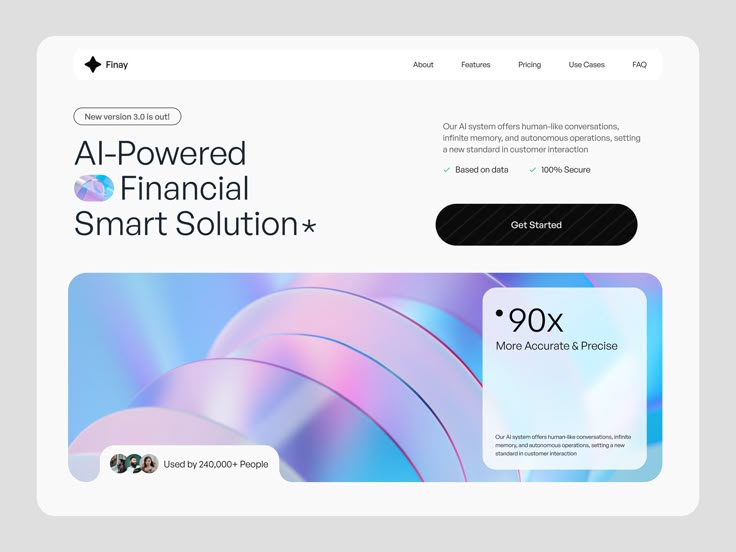 Finay
About
Features
Pricing
Use Cases
FAQ
New version 3.0 is out!
AI-Powered
Financial
Smart Solution*
Our AI system offers human-like conversations,
infinite memory, and autonomous operations, setting
a new standard in customer interaction
Based on data
100% Secure
Get Started
90x
More Accurate & Precise
Our AI system offers human-like conversations, infinite
memory, and autonomous operations, setting a new
standard in customer interaction
Used by 240,000+ People